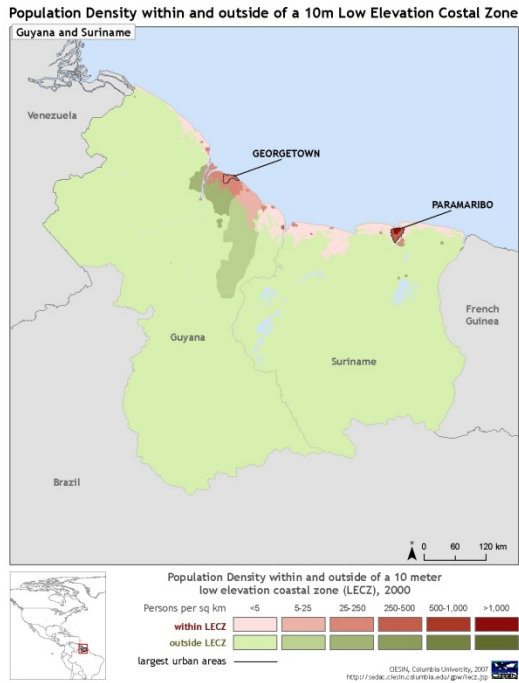 Population Density within and outside of a 10m Low Elevation Costal Zone
Guyana and Suriname
Venezuela
GEORGETOWN
PARAMARIBO
French
Guinea
Guyana
Suriname
Brazil
0 60 120 km
Population Density within and outside of a 10 meter
low elevation coastal zone (LECZ), 2000
Persons per sq km <5 5-25 25-250 250-500 500-1,000 >1,000
within LECZ
outside LECZ
largest urban areas
CIESIN, Columbia University, 2007
http://sedac.ciesin.columbia.edu/gpw/lecz.jsp